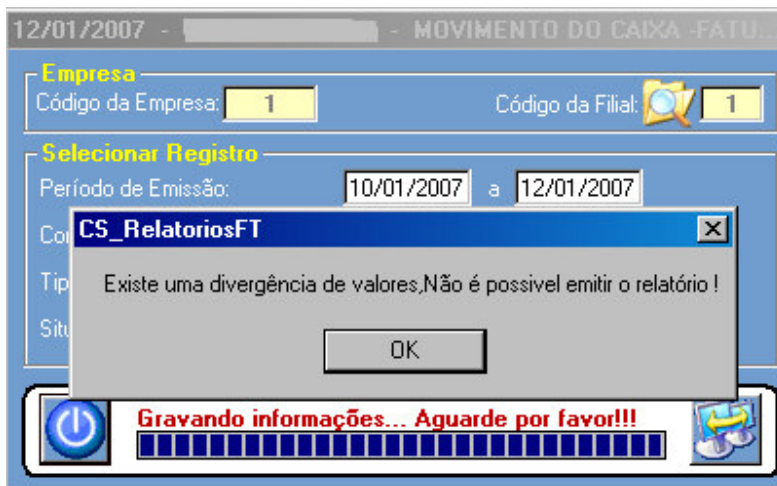 12/01/2007 - - MOVIMENTO DO CAIXA -FATU...
Empresa
Código da Empresa: 1 Código da Filial: 1
Selecionar Registro
Período de Emissão: 10/01/2007 a 12/01/2007
CS_RelatoriosFT
Existe uma divergência de valores,Não é possivel emitir o relatório !
OK
Gravando informações... Aguarde por favor!!!